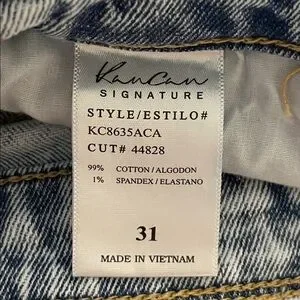 KanCan
SIGNATURE
STYLE/ESTILO#
KC8635ACA
CUT# 44828
99% COTTON/ALGODON
1% SPANDEX/ELASTANO
31
MADE IN VIETNAM